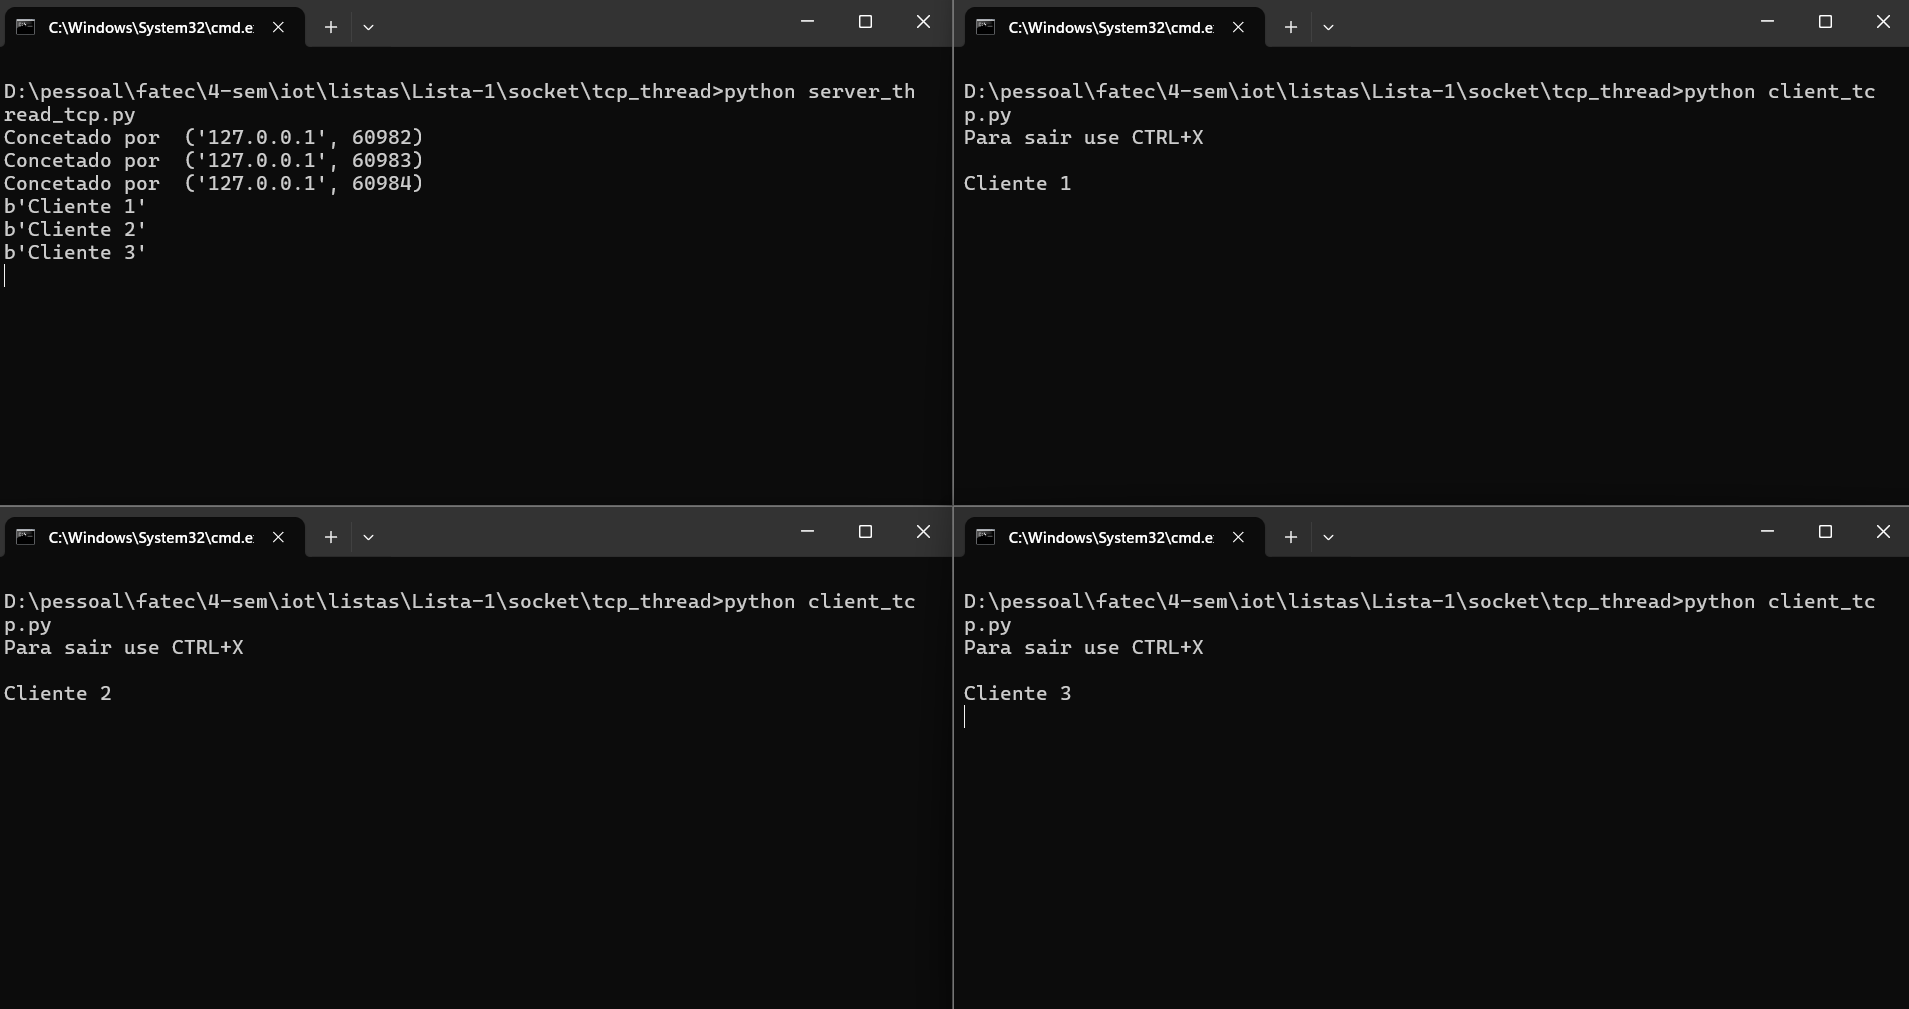 C:\Windows\System32\cmd.e
D:\pessoal\fatec\4-sem\iot\listas\Lista-1\socket\tcp_thread>python server_th
read_tcp.py
Concetado por  ('127.0.0.1', 60982)
Concetado por  ('127.0.0.1', 60983)
Concetado por  ('127.0.0.1', 60984)
b'Cliente 1'
b'Cliente 2'
b'Cliente 3'
C:\Windows\System32\cmd.e
D:\pessoal\fatec\4-sem\iot\listas\Lista-1\socket\tcp_thread>python client_tc
p.py
Para sair use CTRL+X
Cliente 1
C:\Windows\System32\cmd.e
D:\pessoal\fatec\4-sem\iot\listas\Lista-1\socket\tcp_thread>python client_tc
p.py
Para sair use CTRL+X
Cliente 2
C:\Windows\System32\cmd.e
D:\pessoal\fatec\4-sem\iot\listas\Lista-1\socket\tcp_thread>python client_tc
p.py
Para sair use CTRL+X
Cliente 3